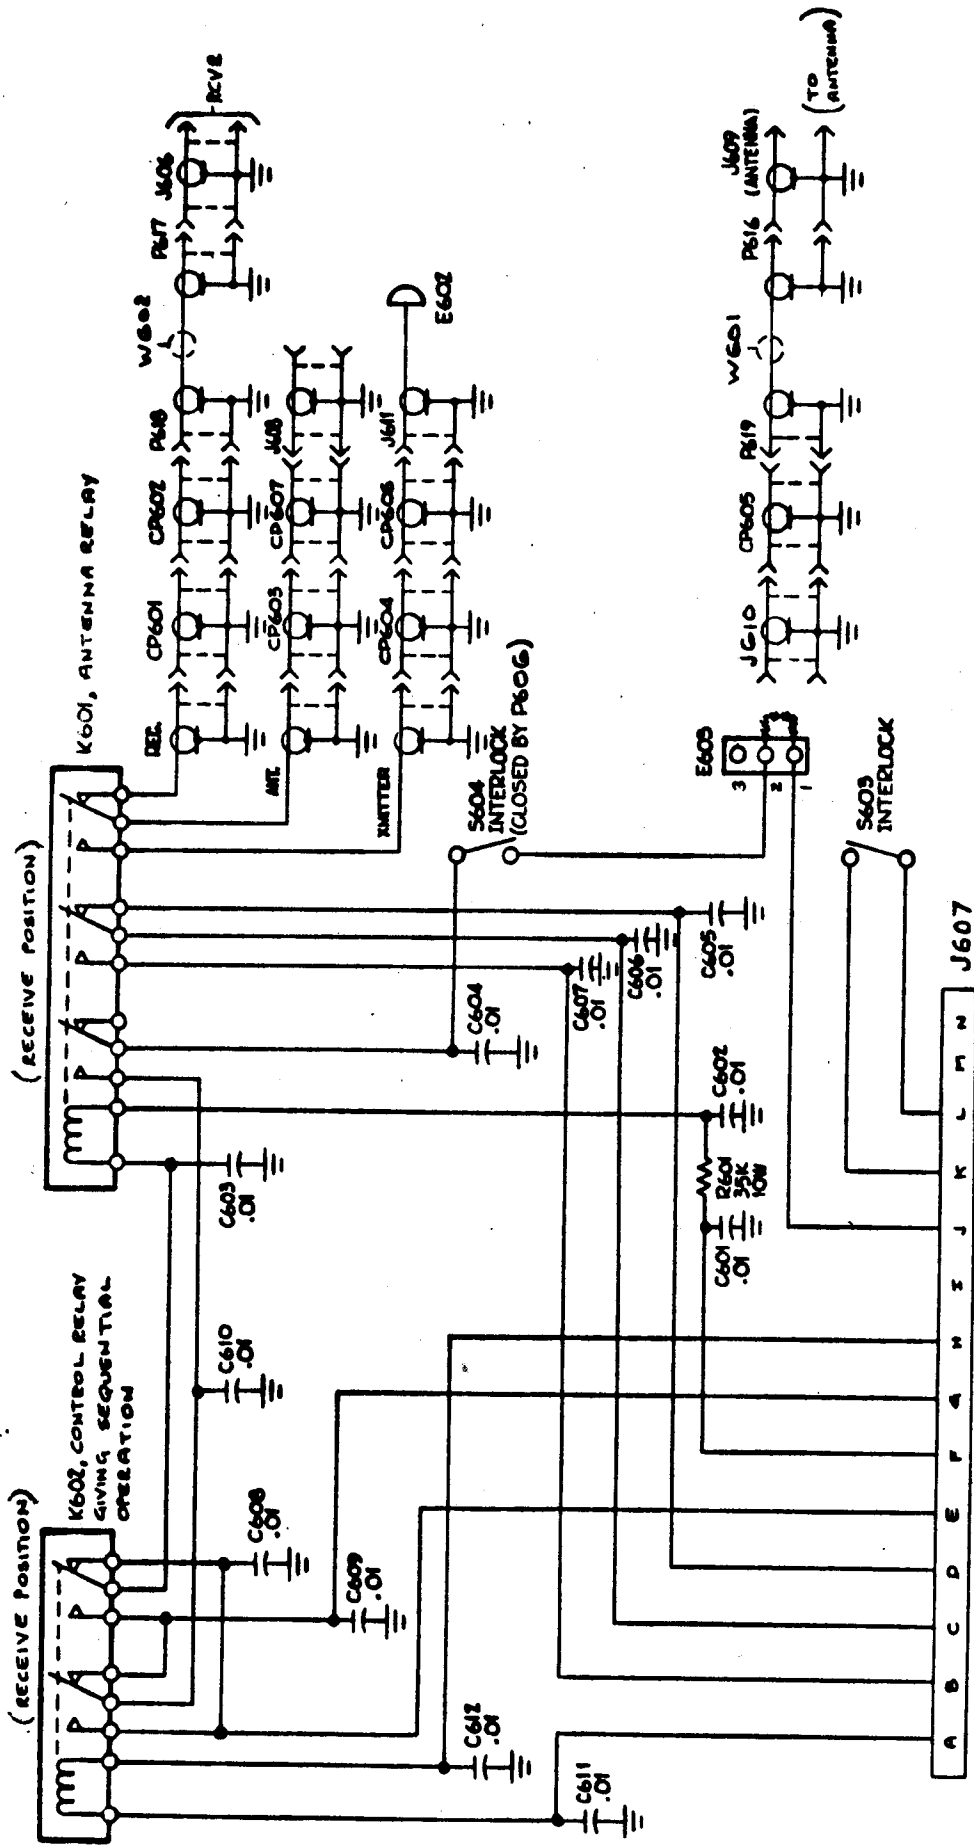 (RECEIVE POSITION)
K602, CONTROL RELAY
GIVING SEQUENTIAL
OPERATION
C608
.01
C609
.01
C612
.01
C611
.01
C610
.01
(RECEIVE POSITION)
K601, ANTENNA RELAY
C603
.01
C604
.01
C607
.01
C606
.01
C605
.01
C602
.01
R601
35K
10W
C601
.01
REC.
CP601
CP602
P618
W602
P617
J606
RCVR
ANT.
CP603
CP607
J608
XMITTER
CP604
CP608
J611
E602
S604
INTERLOCK
(CLOSED BY P606)
E605
3
2
1
J610
CP605
P619
W601
P616
J609
(ANTENNA)
(TO
ANTENNA)
S603
INTERLOCK
A
B
C
D
E
F
H
J
K
L
M
N
J607